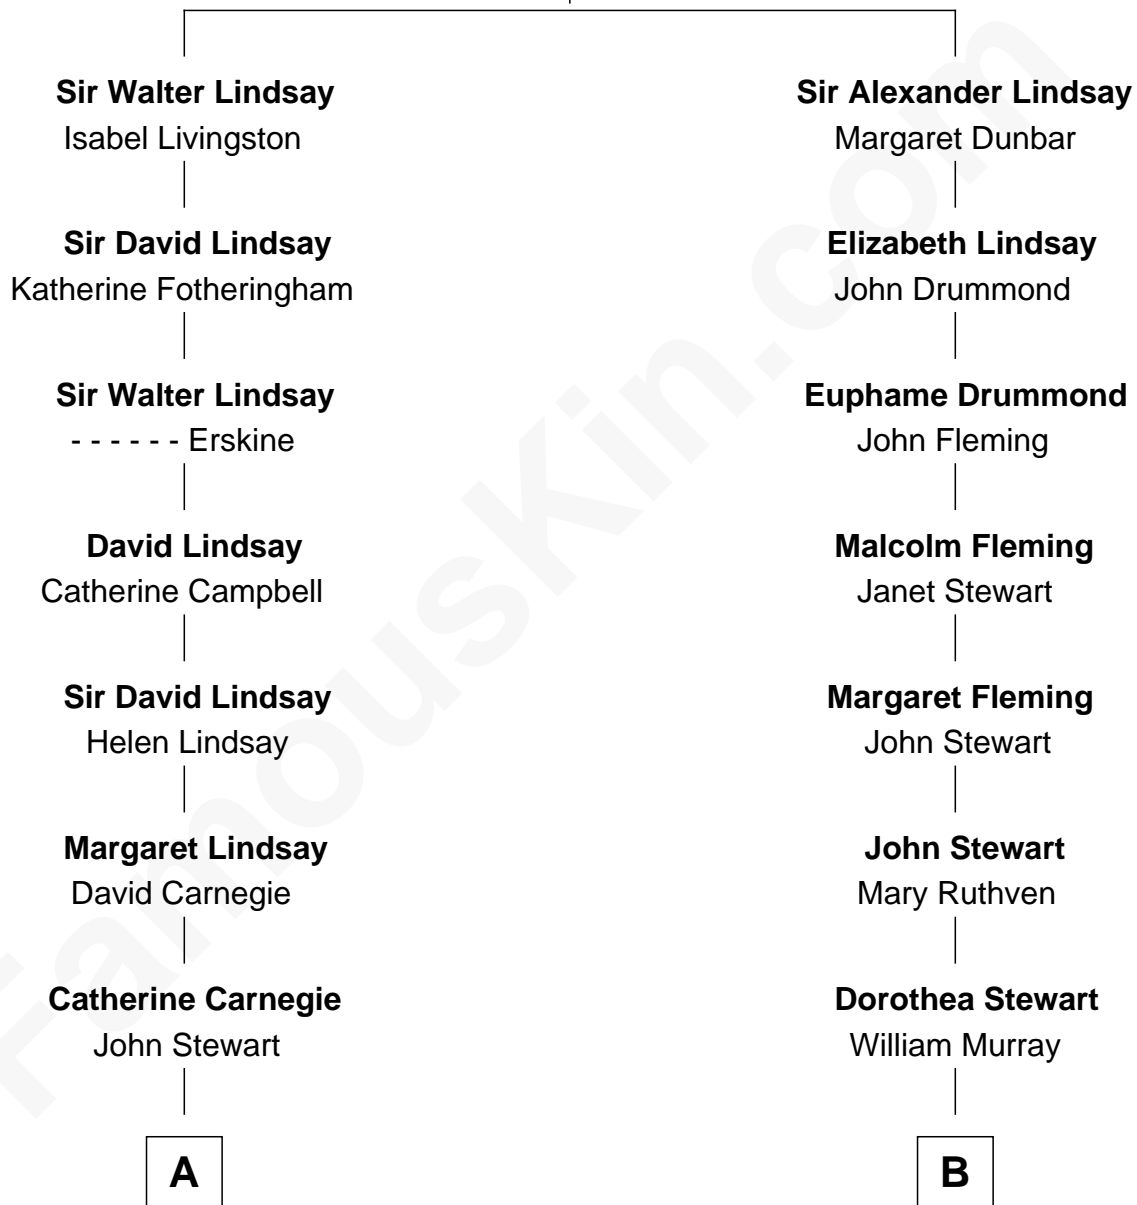 Sir Walter Lindsay
Isabel Livingston
Sir David Lindsay
Katherine Fotheringham
Sir Walter Lindsay
- - - - - - Erskine
David Lindsay
Catherine Campbell
Sir David Lindsay
Helen Lindsay
Margaret Lindsay
David Carnegie
Catherine Carnegie
John Stewart
A
Sir Alexander Lindsay
Margaret Dunbar
Elizabeth Lindsay
John Drummond
Euphame Drummond
John Fleming
Malcolm Fleming
Janet Stewart
Margaret Fleming
John Stewart
John Stewart
Mary Ruthven
Dorothea Stewart
William Murray
B
FamousKin.com